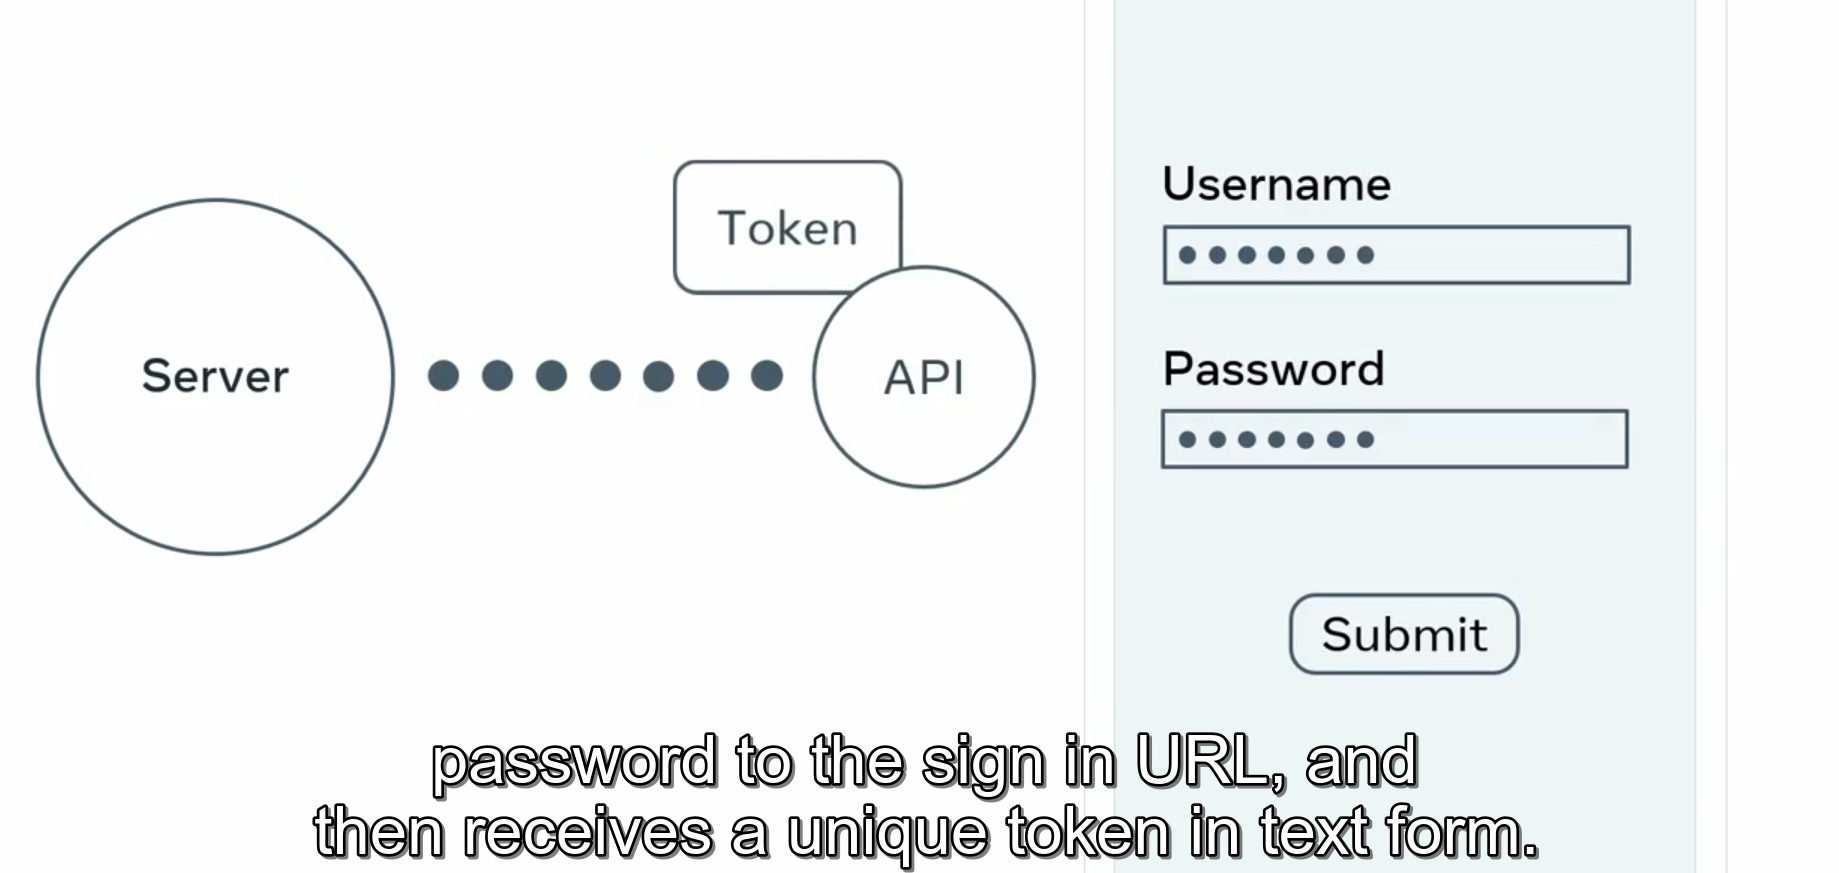 Token
Server
API
Username
Password
Submit
password to the sign in URL, and
then receives a unique token in text form.